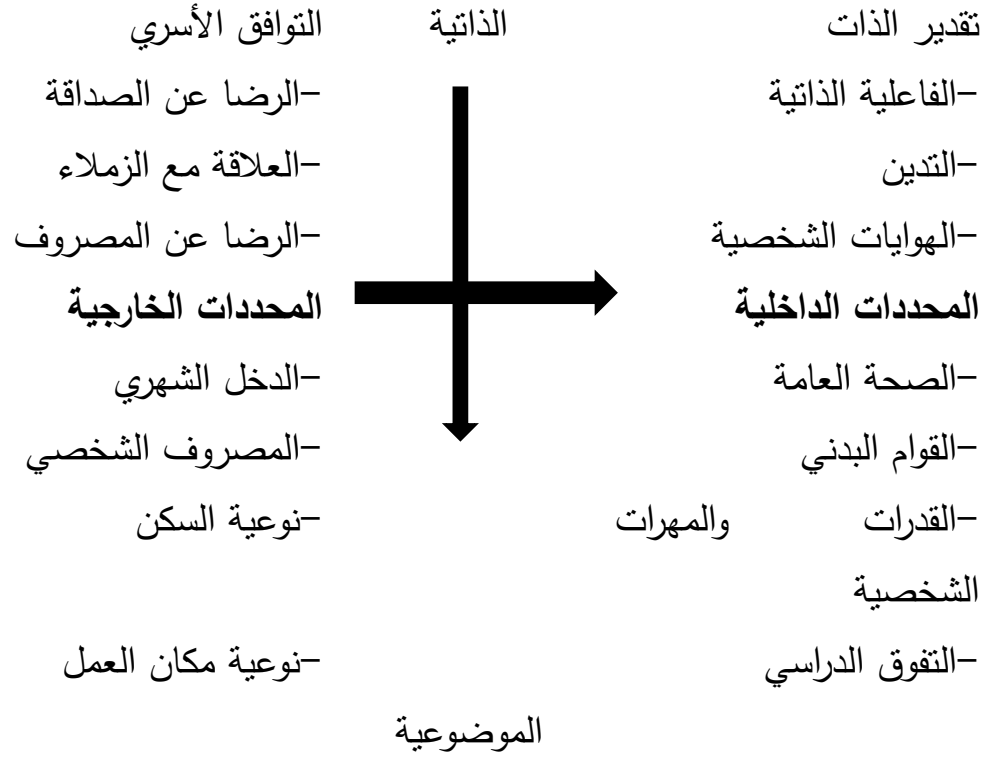 تقدير الذات الذاتية التوافق الأسري
-الفاعلية الذاتية -الرضا عن الصداقة
-التدين -العلاقة مع الزملاء
-الهوايات الشخصية -الرضا عن المصروف
المحددات الداخلية المحددات الخارجية
-الصحة العامة -الدخل الشهري
-القوام البدني -المصروف الشخصي
-القدرات والمهرات -نوعية السكن
الشخصية
-التفوق الدراسي -نوعية مكان العمل
الموضوعية